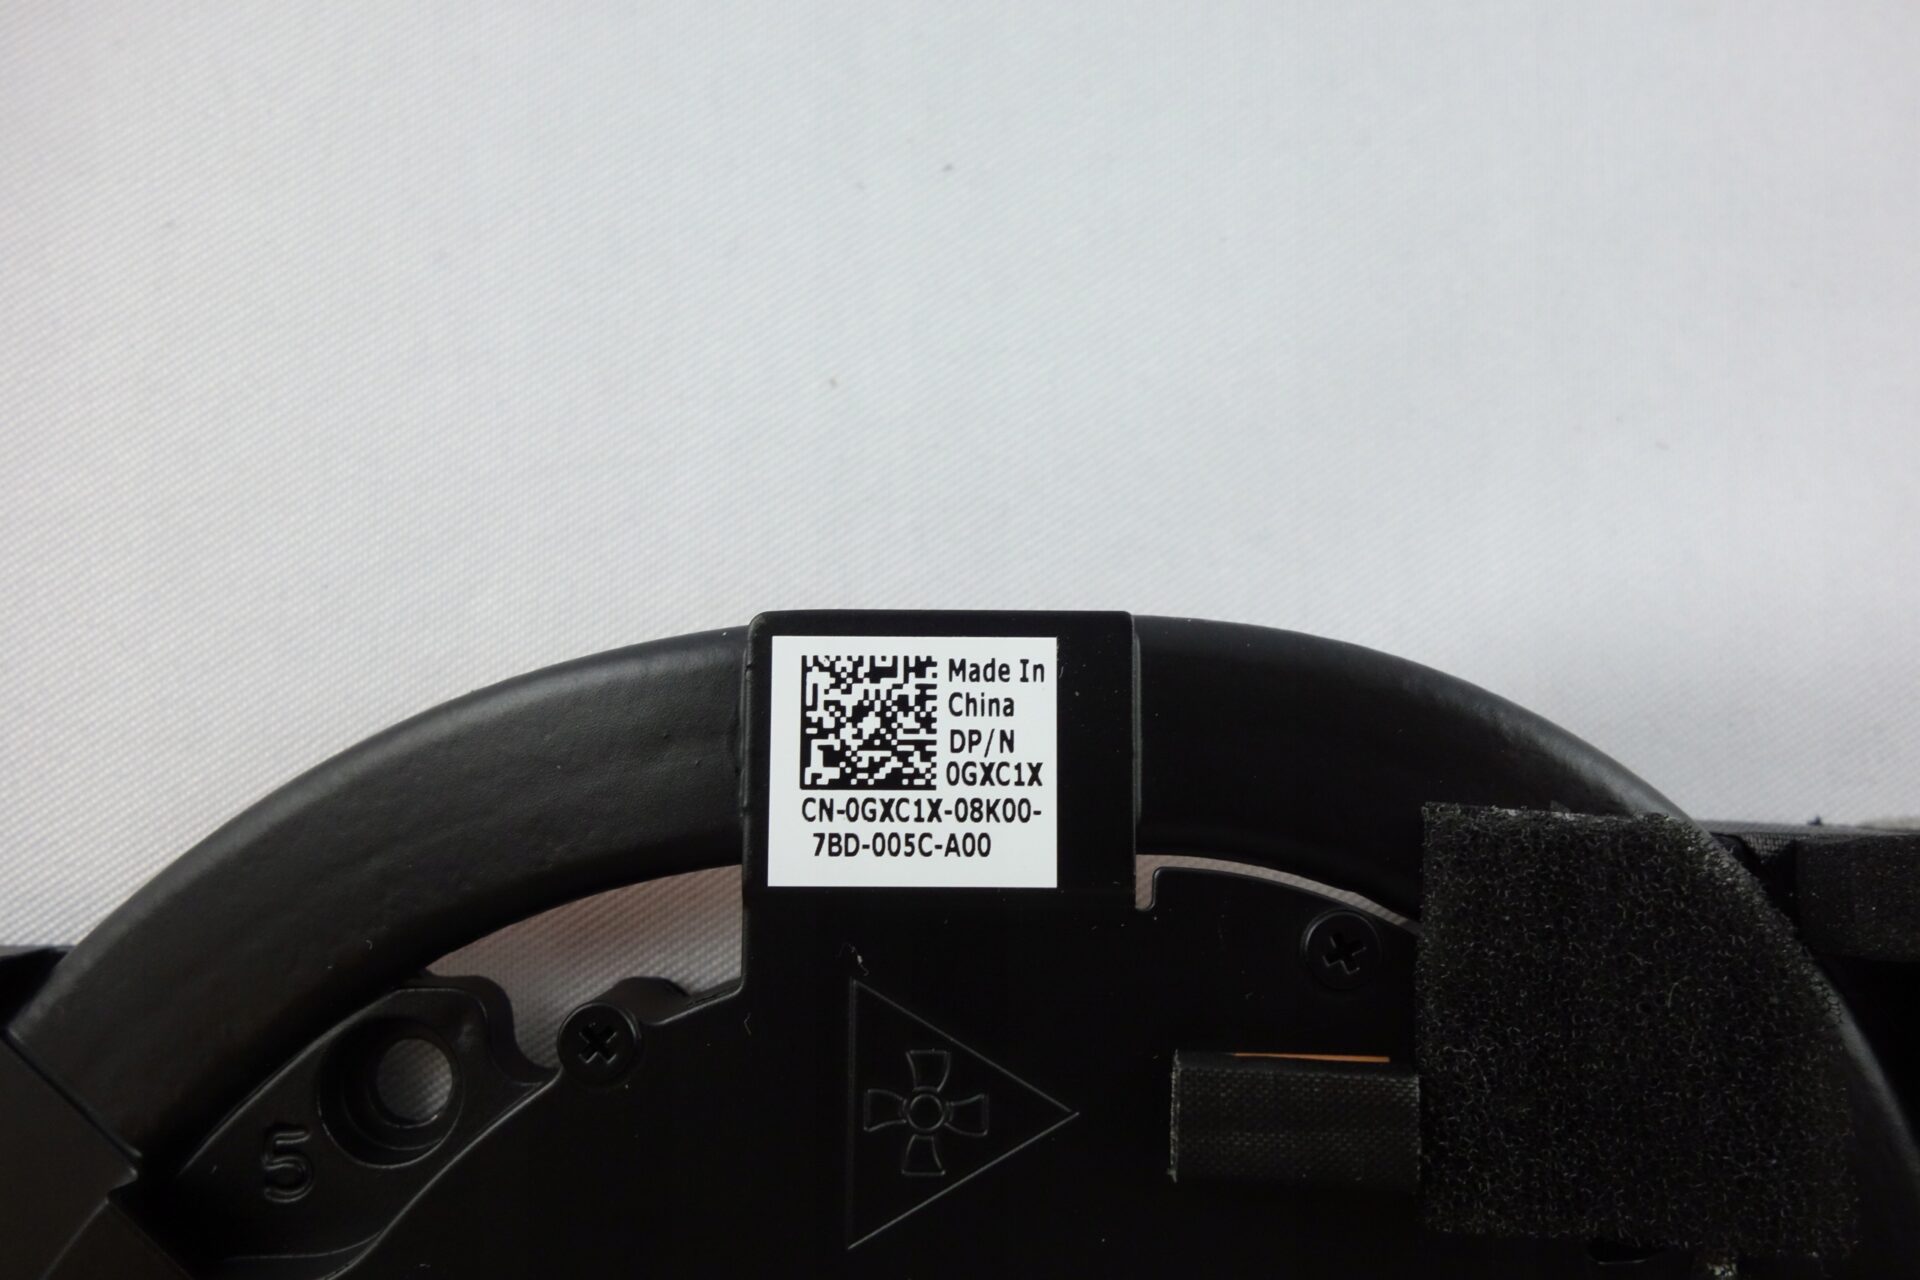 Made In
China
DP/N
0GXC1X
CN-0GXC1X-08K00-
7BD-005C-A00
5